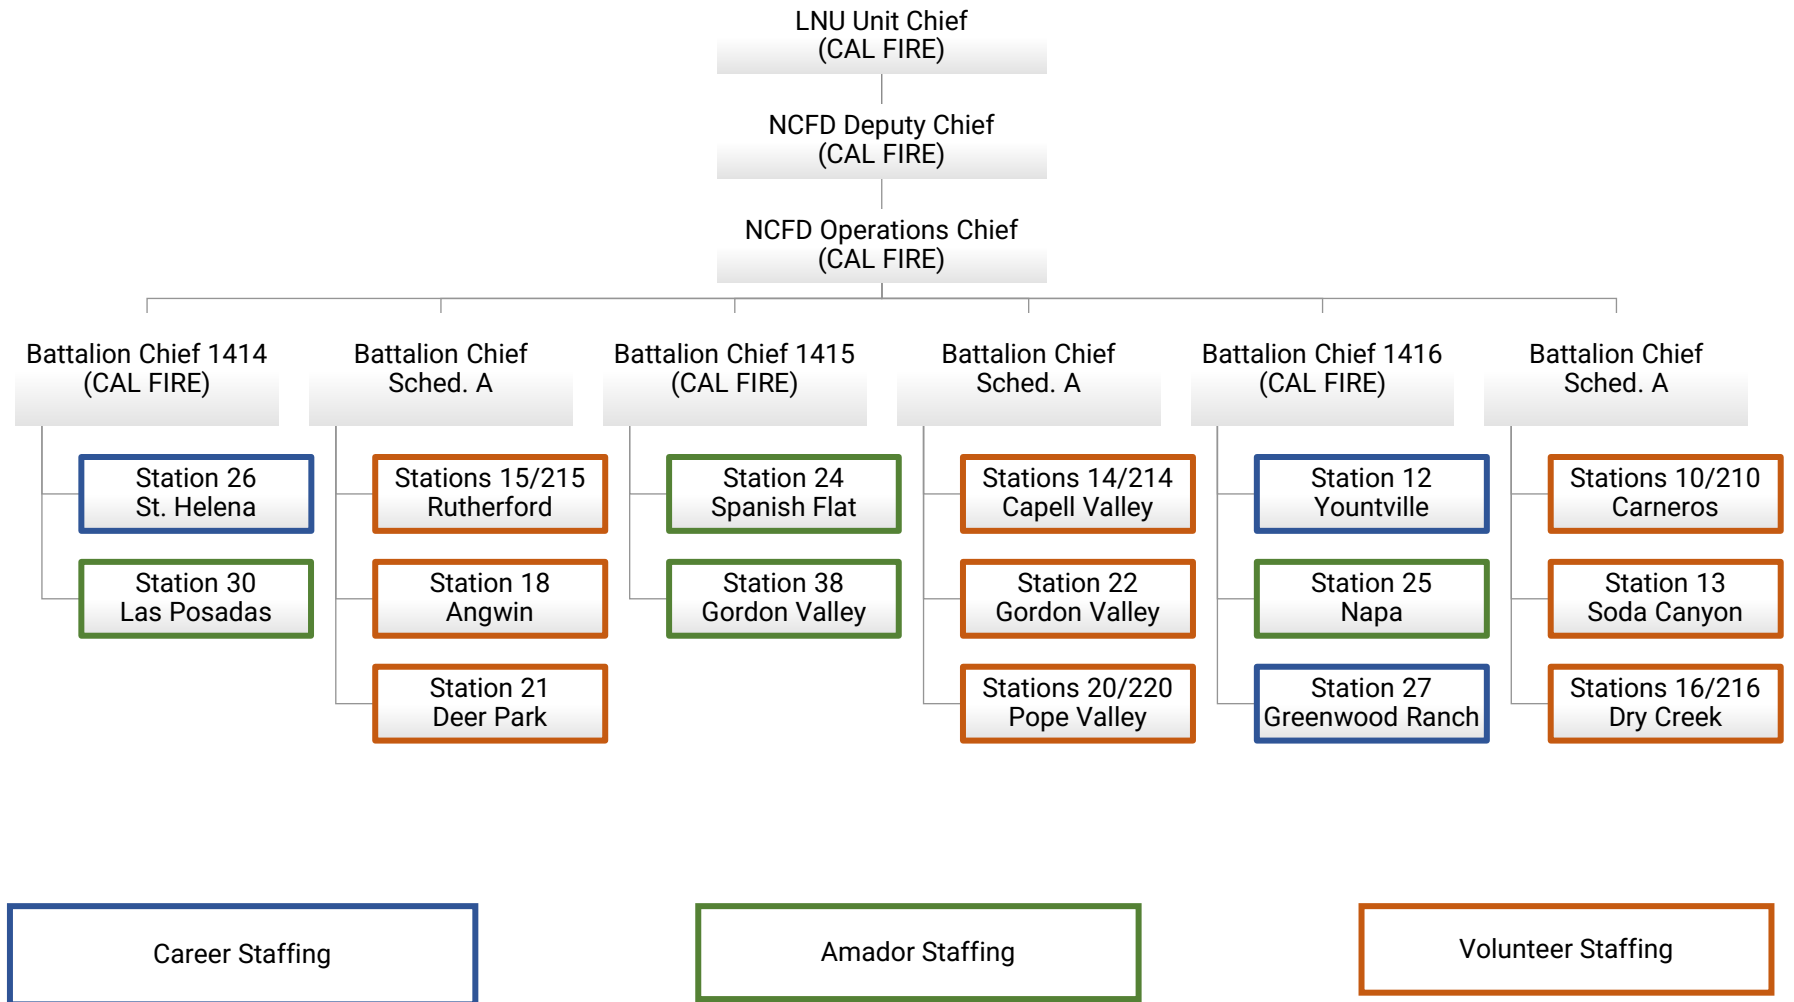 LNU Unit Chief
(CAL FIRE)
NCFD Deputy Chief
(CAL FIRE)
NCFD Operations Chief
(CAL FIRE)
Battalion Chief 1414
(CAL FIRE)
Station 26
St. Helena
Station 30
Las Posadas
Battalion Chief
Sched. A
Stations 15/215
Rutherford
Station 18
Angwin
Station 21
Deer Park
Battalion Chief 1415
(CAL FIRE)
Station 24
Spanish Flat
Station 38
Gordon Valley
Battalion Chief
Sched. A
Stations 14/214
Capell Valley
Station 22
Gordon Valley
Stations 20/220
Pope Valley
Battalion Chief 1416
(CAL FIRE)
Station 12
Yountville
Station 25
Napa
Station 27
Greenwood Ranch
Battalion Chief
Sched. A
Stations 10/210
Carneros
Station 13
Soda Canyon
Stations 16/216
Dry Creek
Career Staffing
Amador Staffing
Volunteer Staffing